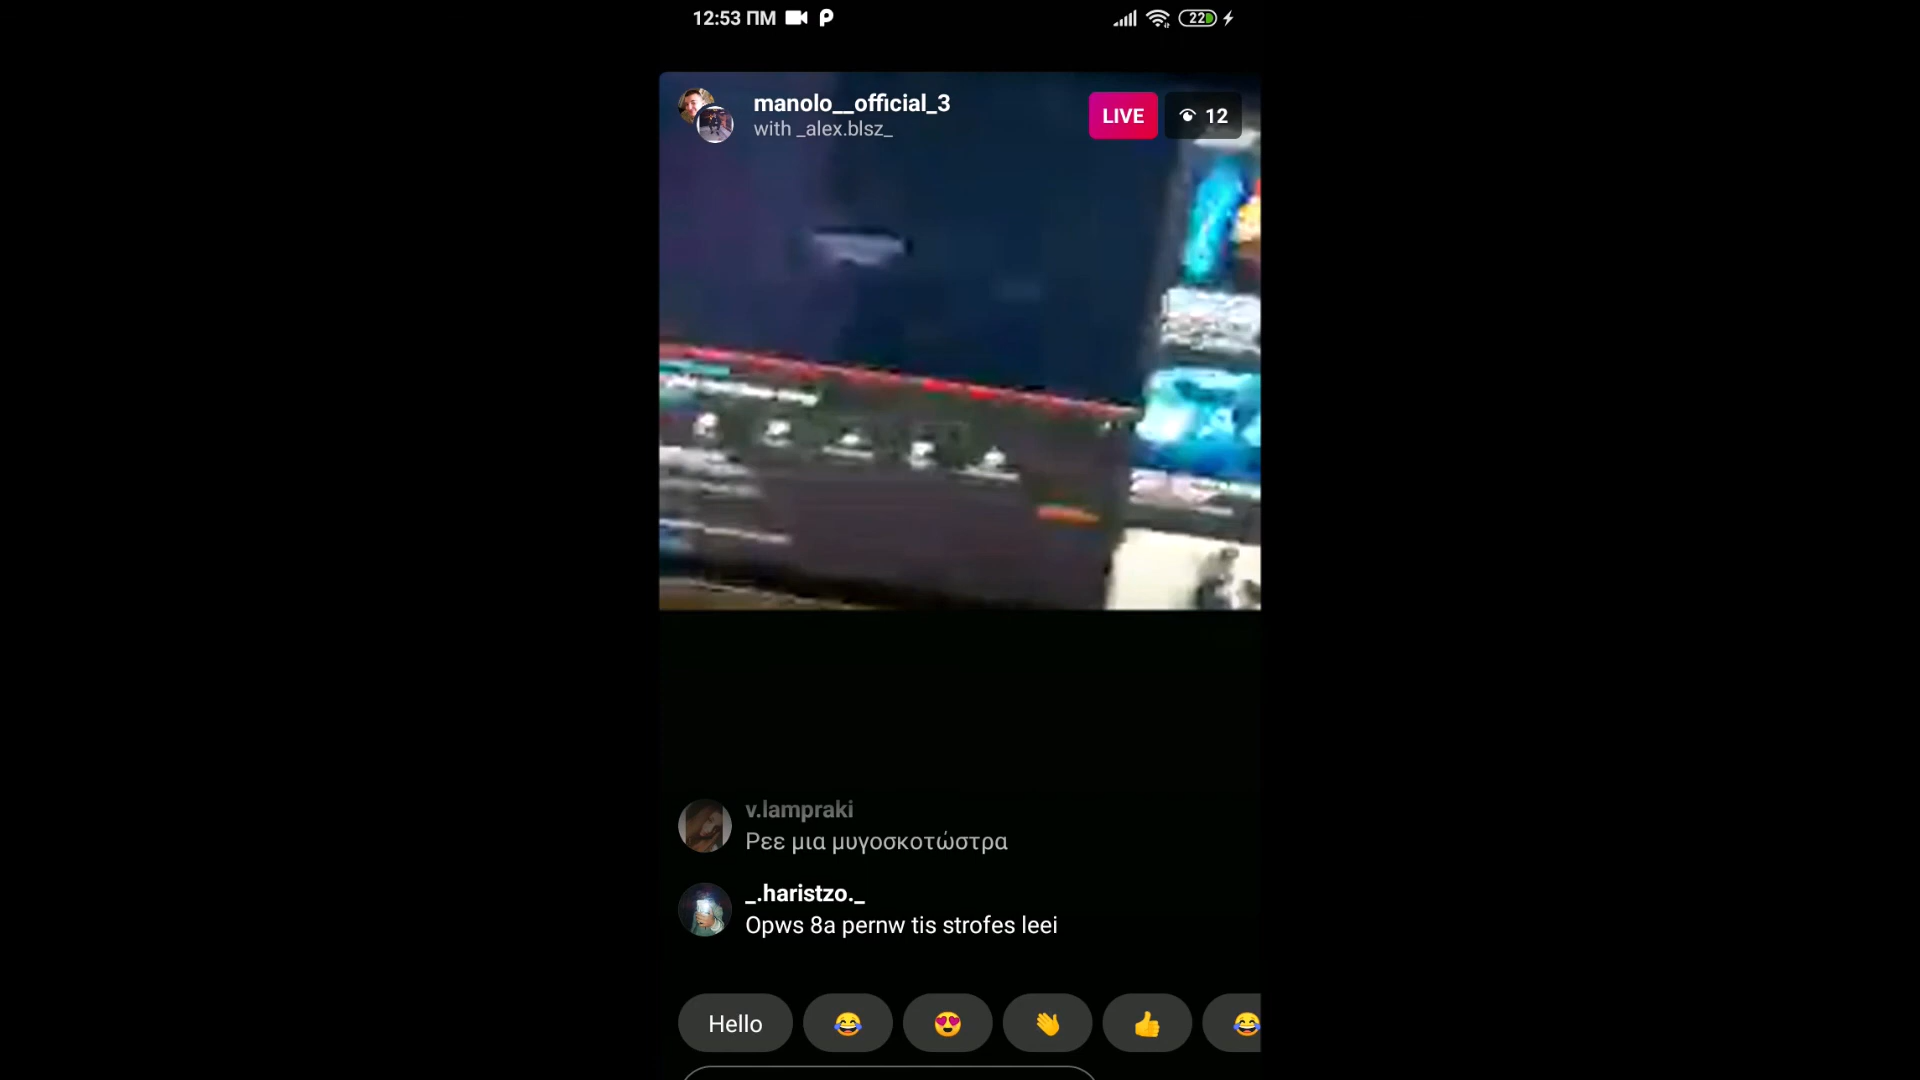 12:53 ΠΜ
22
manolo__official_3
with _alex.blsz_
LIVE
12
v.lampraki
Ρεε μια μυγοσκοτώστρα
_.haristzo._
Opws 8a pernw tis strofes leei
Hello